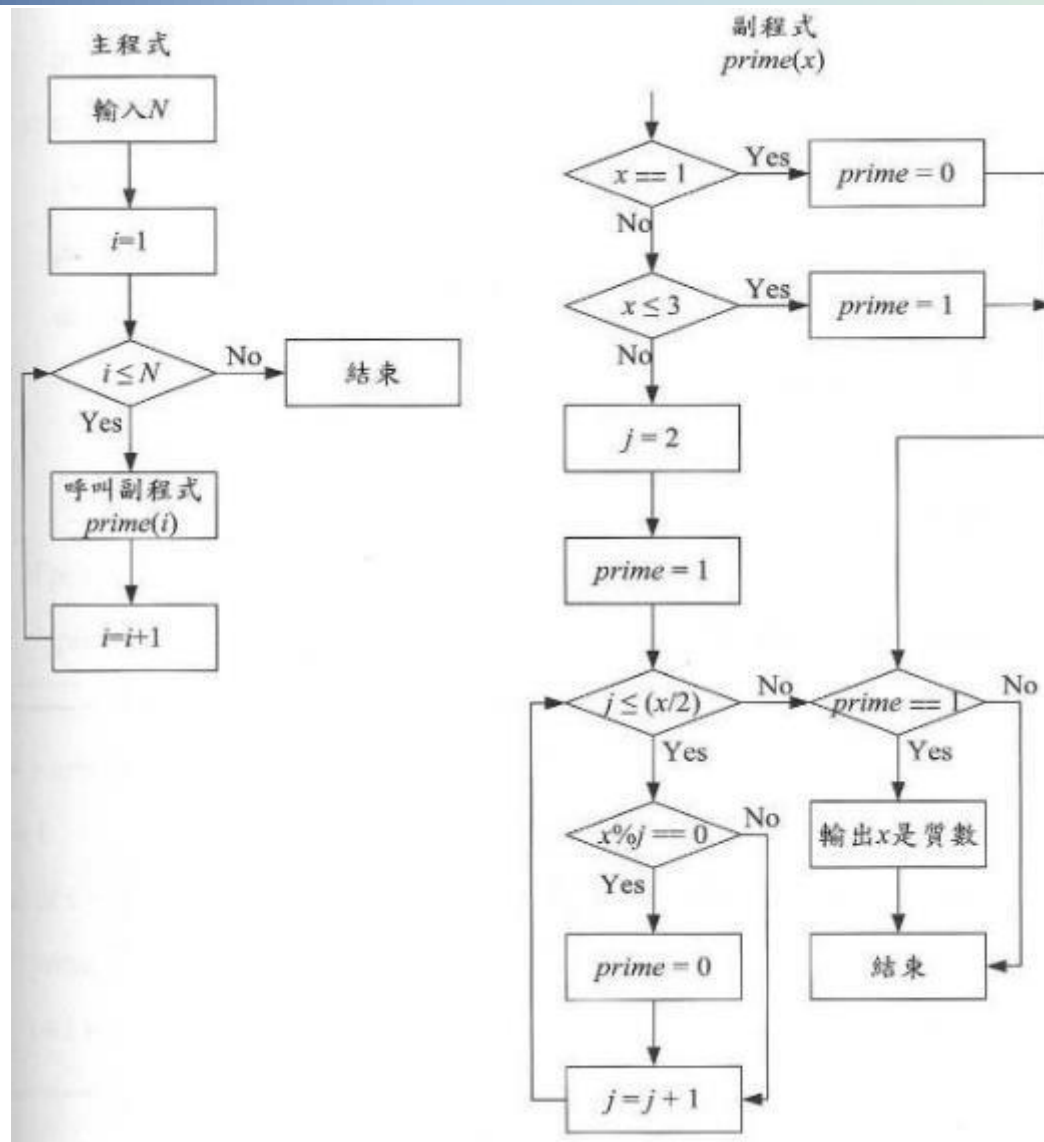 主程式
輸入N
i=1
i ≤ N
No
結束
Yes
呼叫副程式
prime(i)
i=i+1
副程式
prime(x)
x == 1
Yes
prime = 0
No
x ≤ 3
Yes
prime = 1
No
j = 2
prime = 1
j ≤ (x/2)
No
prime == 1
No
Yes
Yes
x%j == 0
No
輸出x是質數
Yes
prime = 0
結束
j = j + 1